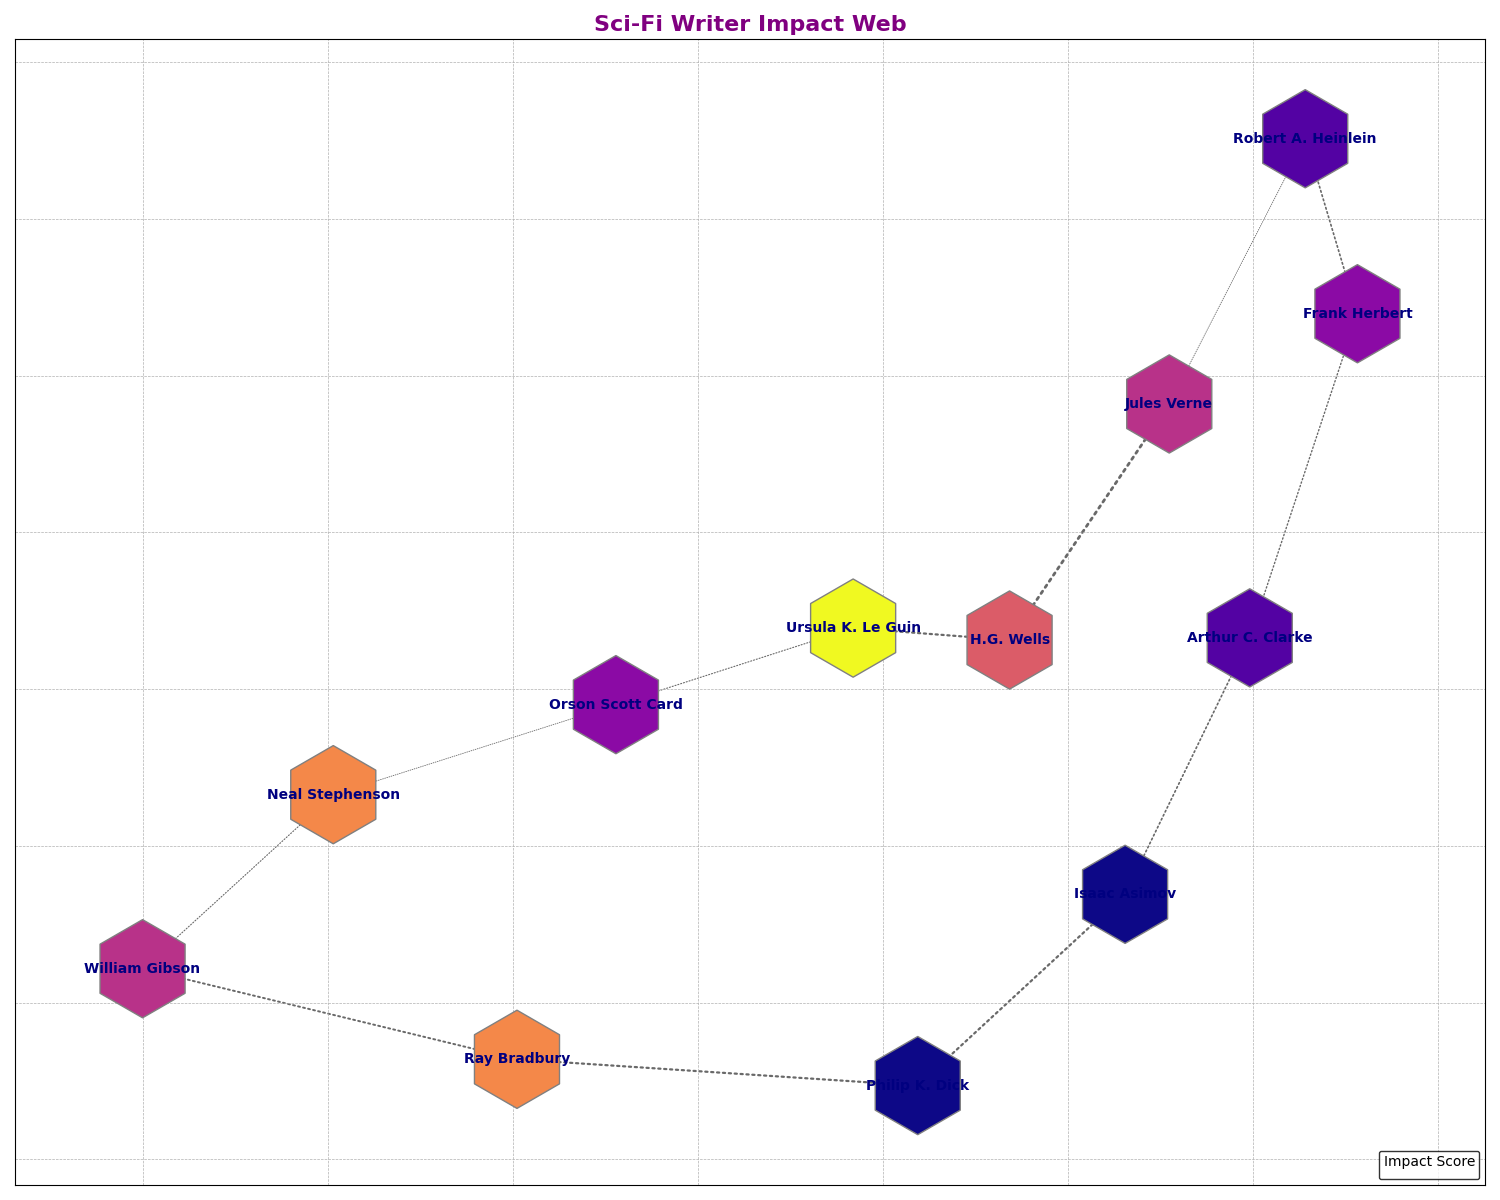 Sci-Fi Writer Impact Web
Robert A. Heinlein
Frank Herbert
Jules Verne
Ursula K. Le Guin
H.G. Wells
Arthur C. Clarke
Orson Scott Card
Neal Stephenson
Isaac Asimov
William Gibson
Ray Bradbury
Philip K. Dick
Impact Score